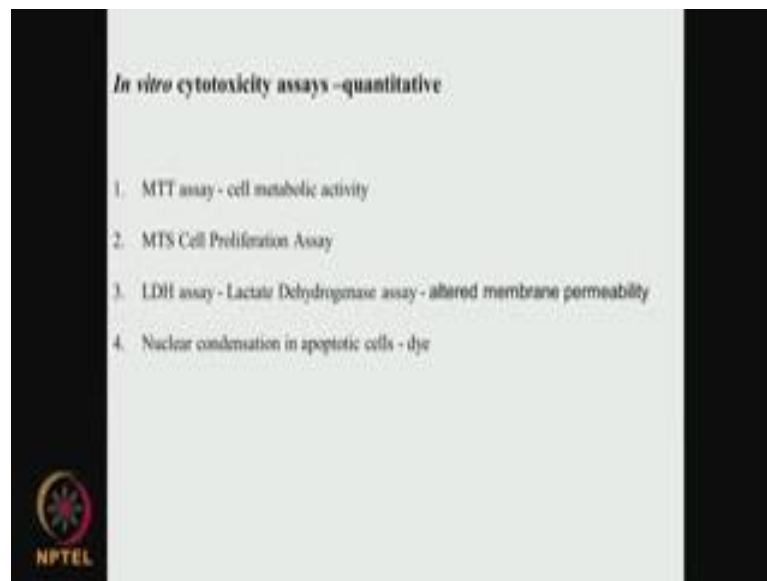 In vitro cytotoxicity assays –quantitative
1. MTT assay - cell metabolic activity
2. MTS Cell Proliferation Assay
3. LDH assay - Lactate Dehydrogenase assay - altered membrane permeability
4. Nuclear condensation in apoptotic cells - dye
NPTEL